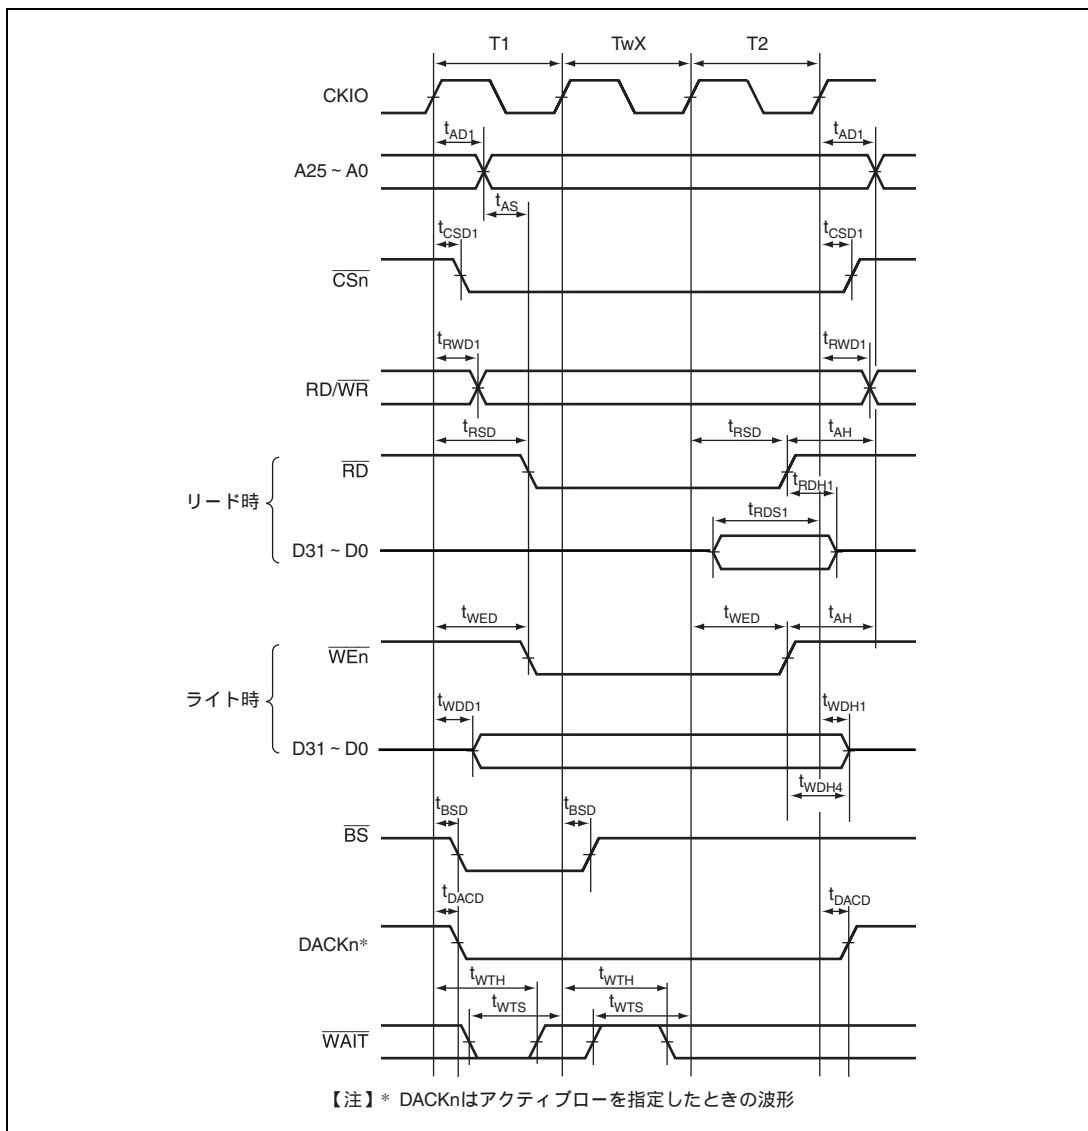 T1 TwX T2
CKIO
tAD1 tAD1
A25 ~ A0
tAS
tCSD1 tCSD1
CSn
tRWD1 tRWD1
RD/WR
tRSD tRSD tAH
RD
tRDH1
リード時
tRDS1
D31 ~ D0
tWED tWED tAH
WEn
ライト時
tWDD1 tWDH1
D31 ~ D0
tWDH4
tBSD tBSD
BS
tDACD tDACD
DACKn*
tWTH tWTH
tWTS tWTS
WAIT
【注】* DACKnはアクティブローを指定したときの波形